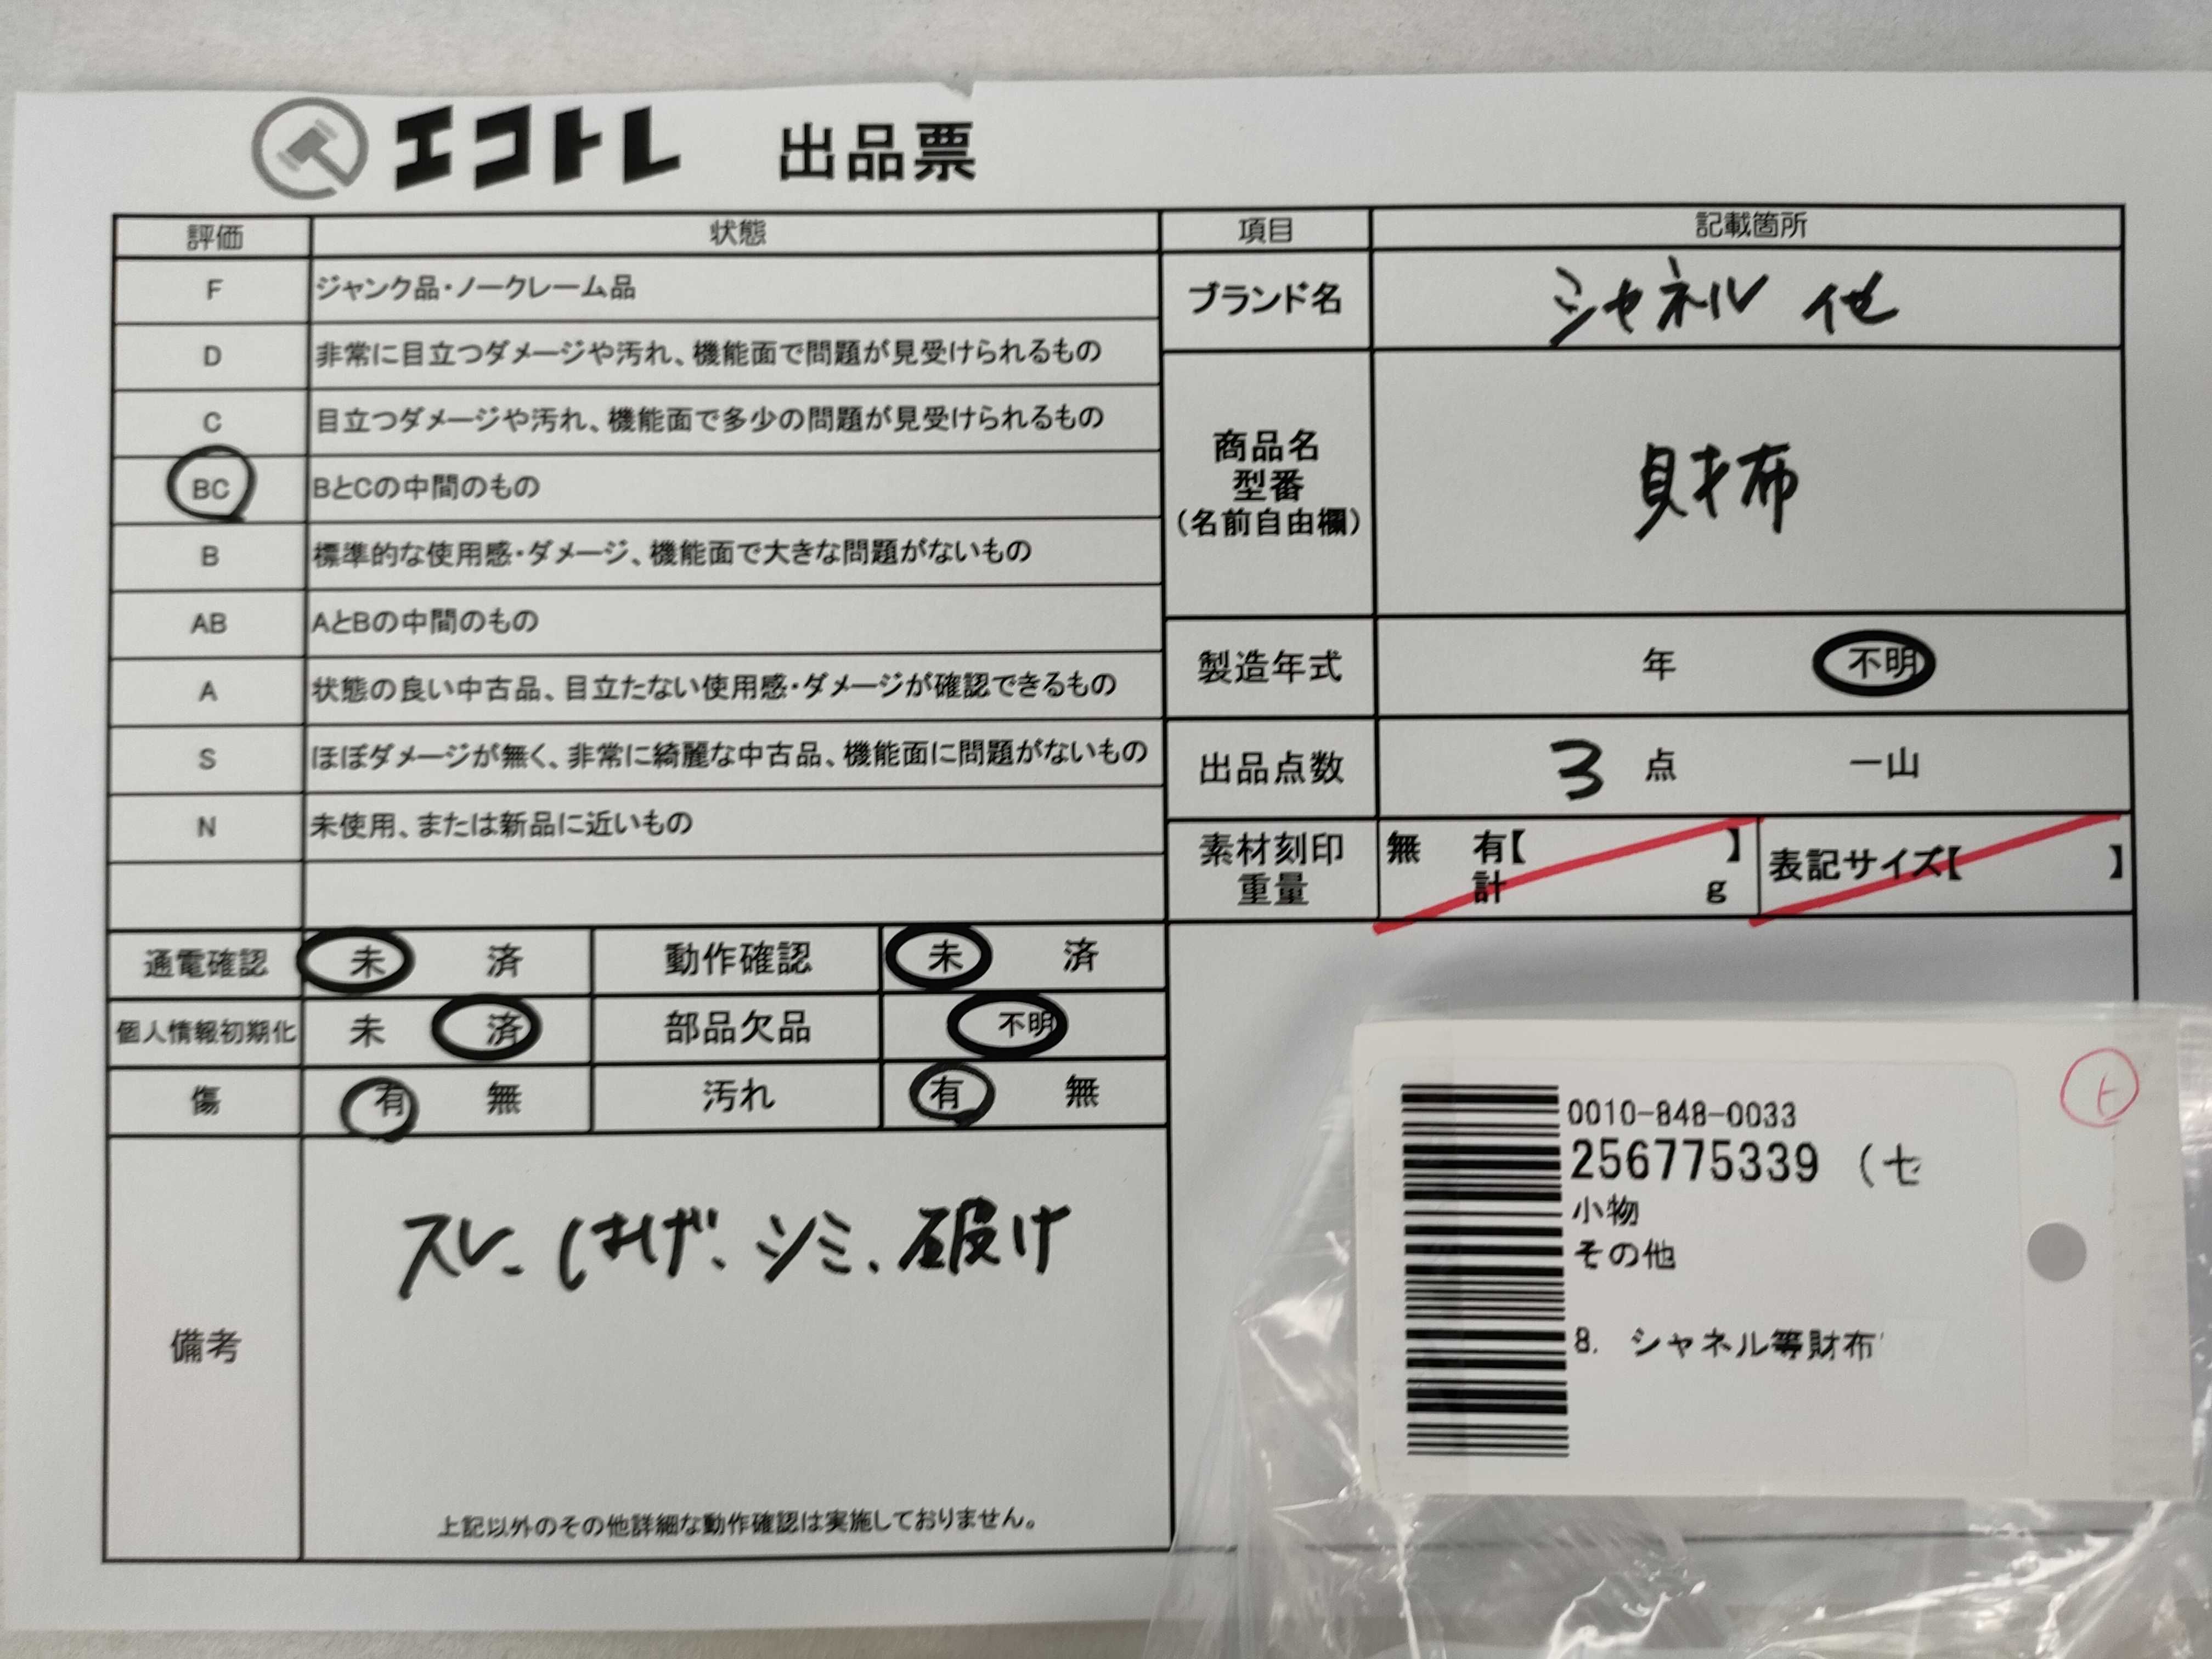 エコトレ 出品票
評価 状態 項目 記載箇所
F ジャンク品・ノークレーム品
D 非常に目立つダメージや汚れ、機能面で問題が見受けられるもの
C 目立つダメージや汚れ、機能面で多少の問題が見受けられるもの
BC BとCの中間のもの
B 標準的な使用感・ダメージ、機能面で大きな問題がないもの
AB AとBの中間のもの
A 状態の良い中古品、目立たない使用感・ダメージが確認できるもの
S ほぼダメージが無く、非常に綺麗な中古品、機能面に問題がないもの
N 未使用、または新品に近いもの
ブランド名 シャネル 他
商品名
型番
(名前自由欄)
財布
製造年式 年 不明
出品点数 3 点 一山
素材刻印
重量
無 有【 】
計 g
表記サイズ【 】
通電確認 未 済 動作確認 未 済
個人情報初期化 未 済 部品欠品 不明
傷 有 無 汚れ 有 無
備考
スレ、はげ、シミ、破け
上記以外のその他詳細な動作確認は実施しておりません。
0010-848-0033
256775339 (セ
小物
その他
8. シャネル等財布